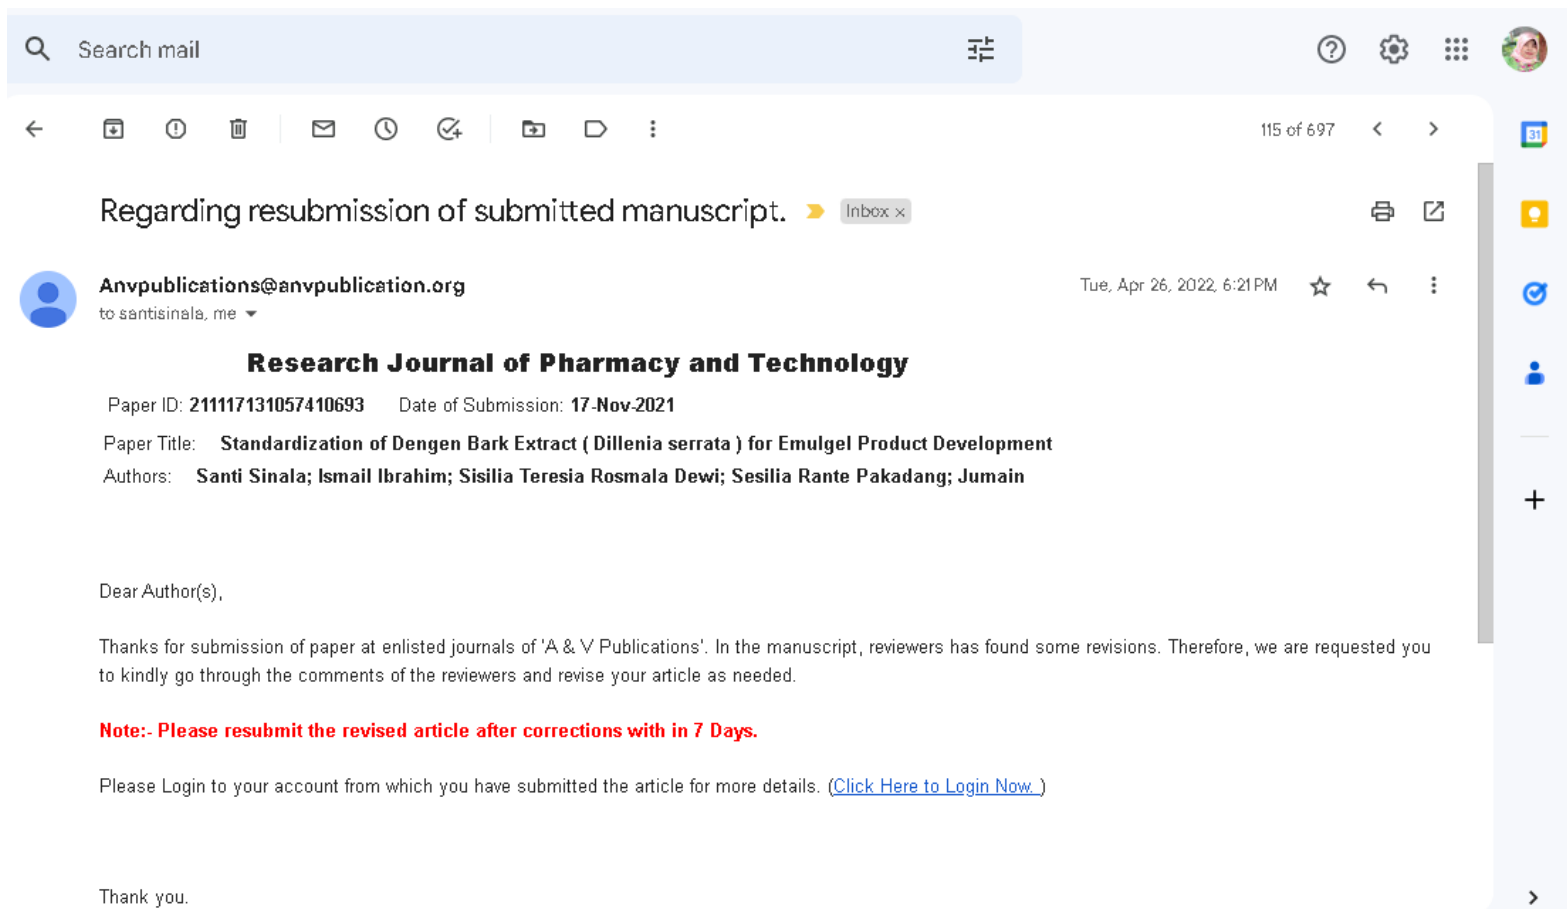 Search mail
115 of 697
31
Regarding resubmission of submitted manuscript.
Inbox ×
Anvpublications@anvpublication.org
Tue, Apr 26, 2022, 6:21 PM
to santisinala, me
Research Journal of Pharmacy and Technology
Paper ID: 211117131057410693 Date of Submission: 17-Nov-2021
Paper Title: Standardization of Dengen Bark Extract ( Dillenia serrata ) for Emulgel Product Development
Authors: Santi Sinala; Ismail Ibrahim; Sisilia Teresia Rosmala Dewi; Sesilia Rante Pakadang; Jumain
Dear Author(s),
Thanks for submission of paper at enlisted journals of 'A & V Publications'. In the manuscript, reviewers has found some revisions. Therefore, we are requested you
to kindly go through the comments of the reviewers and revise your article as needed.
Note:- Please resubmit the revised article after corrections with in 7 Days.
Please Login to your account from which you have submitted the article for more details. (Click Here to Login Now. )
Thank you.